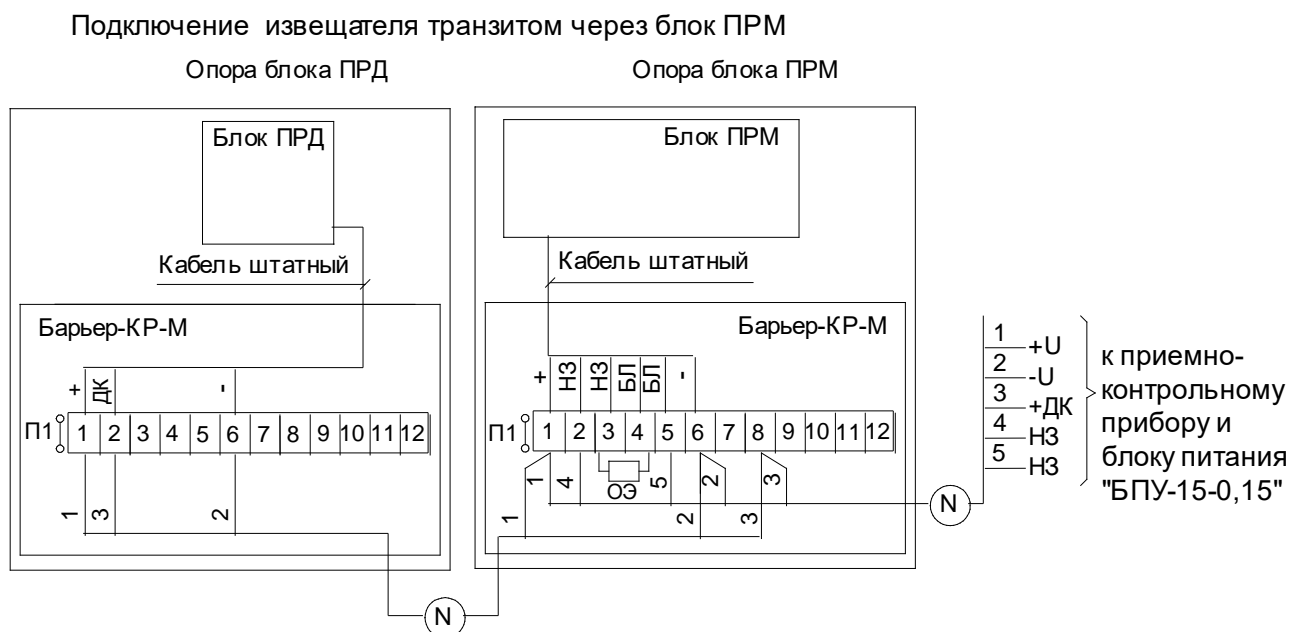 Подключение извещателя транзитом через блок ПРМ
Опора блока ПРД
Опора блока ПРМ
Блок ПРД
Блок ПРМ
Кабель штатный
Кабель штатный
Барьер-КР-М
Барьер-КР-М
+ ДК -
П1 1 2 3 4 5 6 7 8 9 10 11 12
1 3 2
+ НЗ НЗ БЛ БЛ -
П1 1 2 3 4 5 6 7 8 9 10 11 12
1 4 ОЭ 5 2 3
1 2 3
N
N
1 +U
2 -U
3 +ДК
4 НЗ
5 НЗ
к приемно-
контрольному
прибору и
блоку питания
"БПУ-15-0,15"